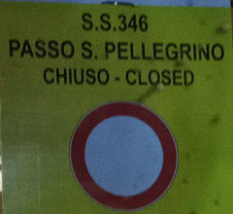 S.S.346
PASSO S. PELLEGRINO
CHIUSO - CLOSED